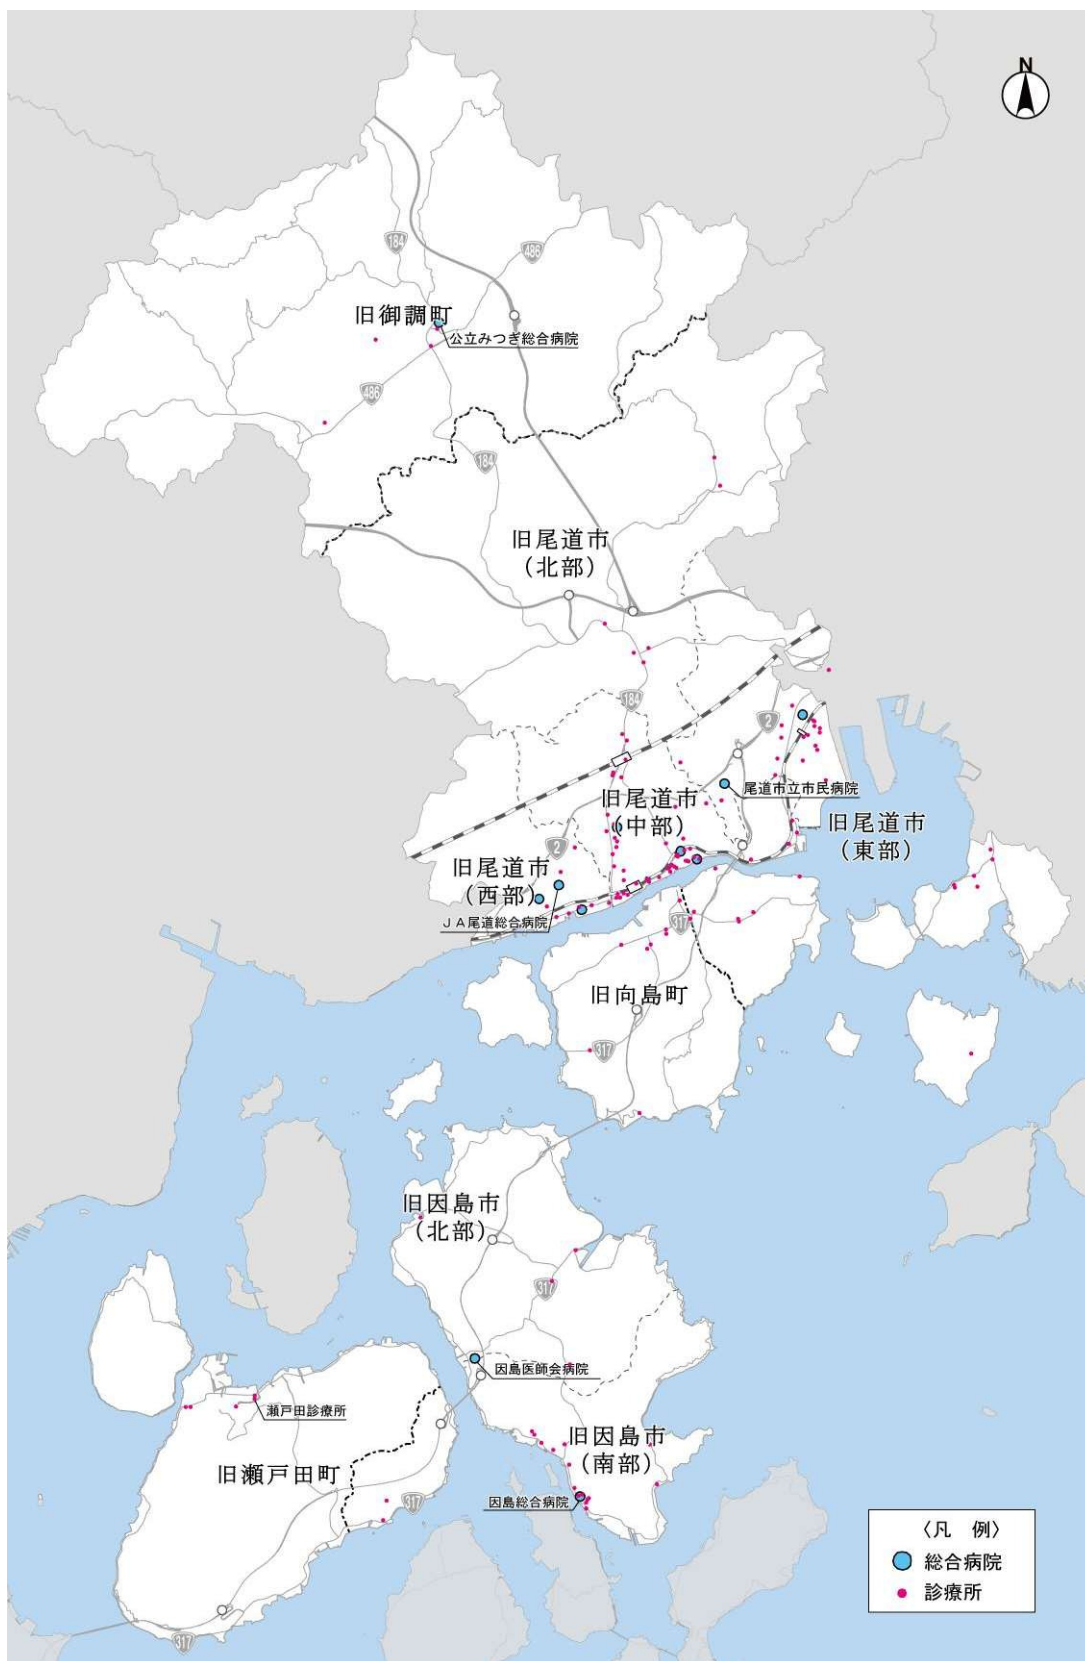 N
184
486
旧御調町
公立みつぎ総合病院
486
184
旧尾道市
（北部）
184
2
尾道市立市民病院
旧尾道市
（中部）
旧尾道市
（東部）
2
旧尾道市
（西部）
ＪＡ尾道総合病院
317
旧向島町
317
旧因島市
（北部）
317
因島医師会病院
瀬戸田診療所
旧因島市
（南部）
旧瀬戸田町
317
因島総合病院
317
〈凡 例〉
総合病院
診療所